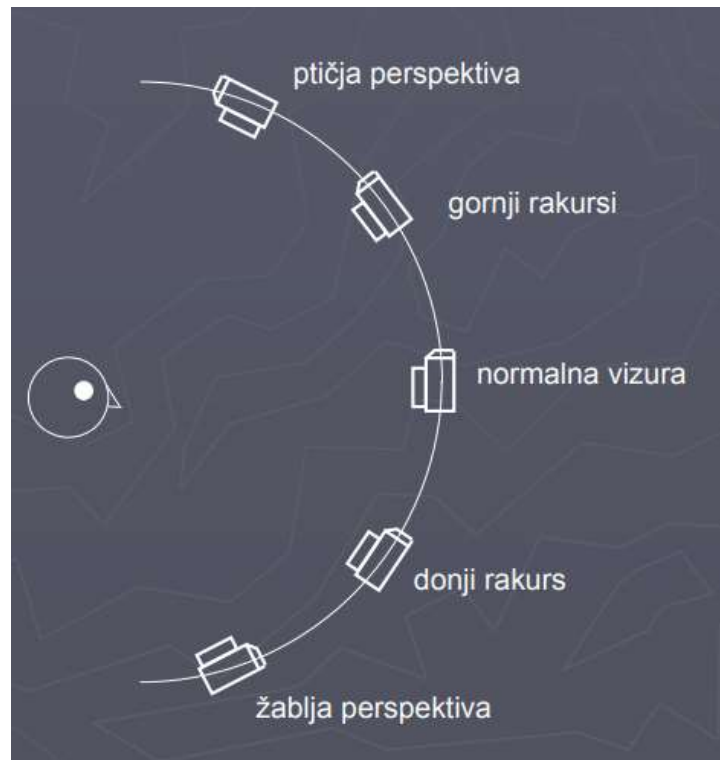 ptičja perspektiva
gornji rakursi
normalna vizura
donji rakurs
žablja perspektiva